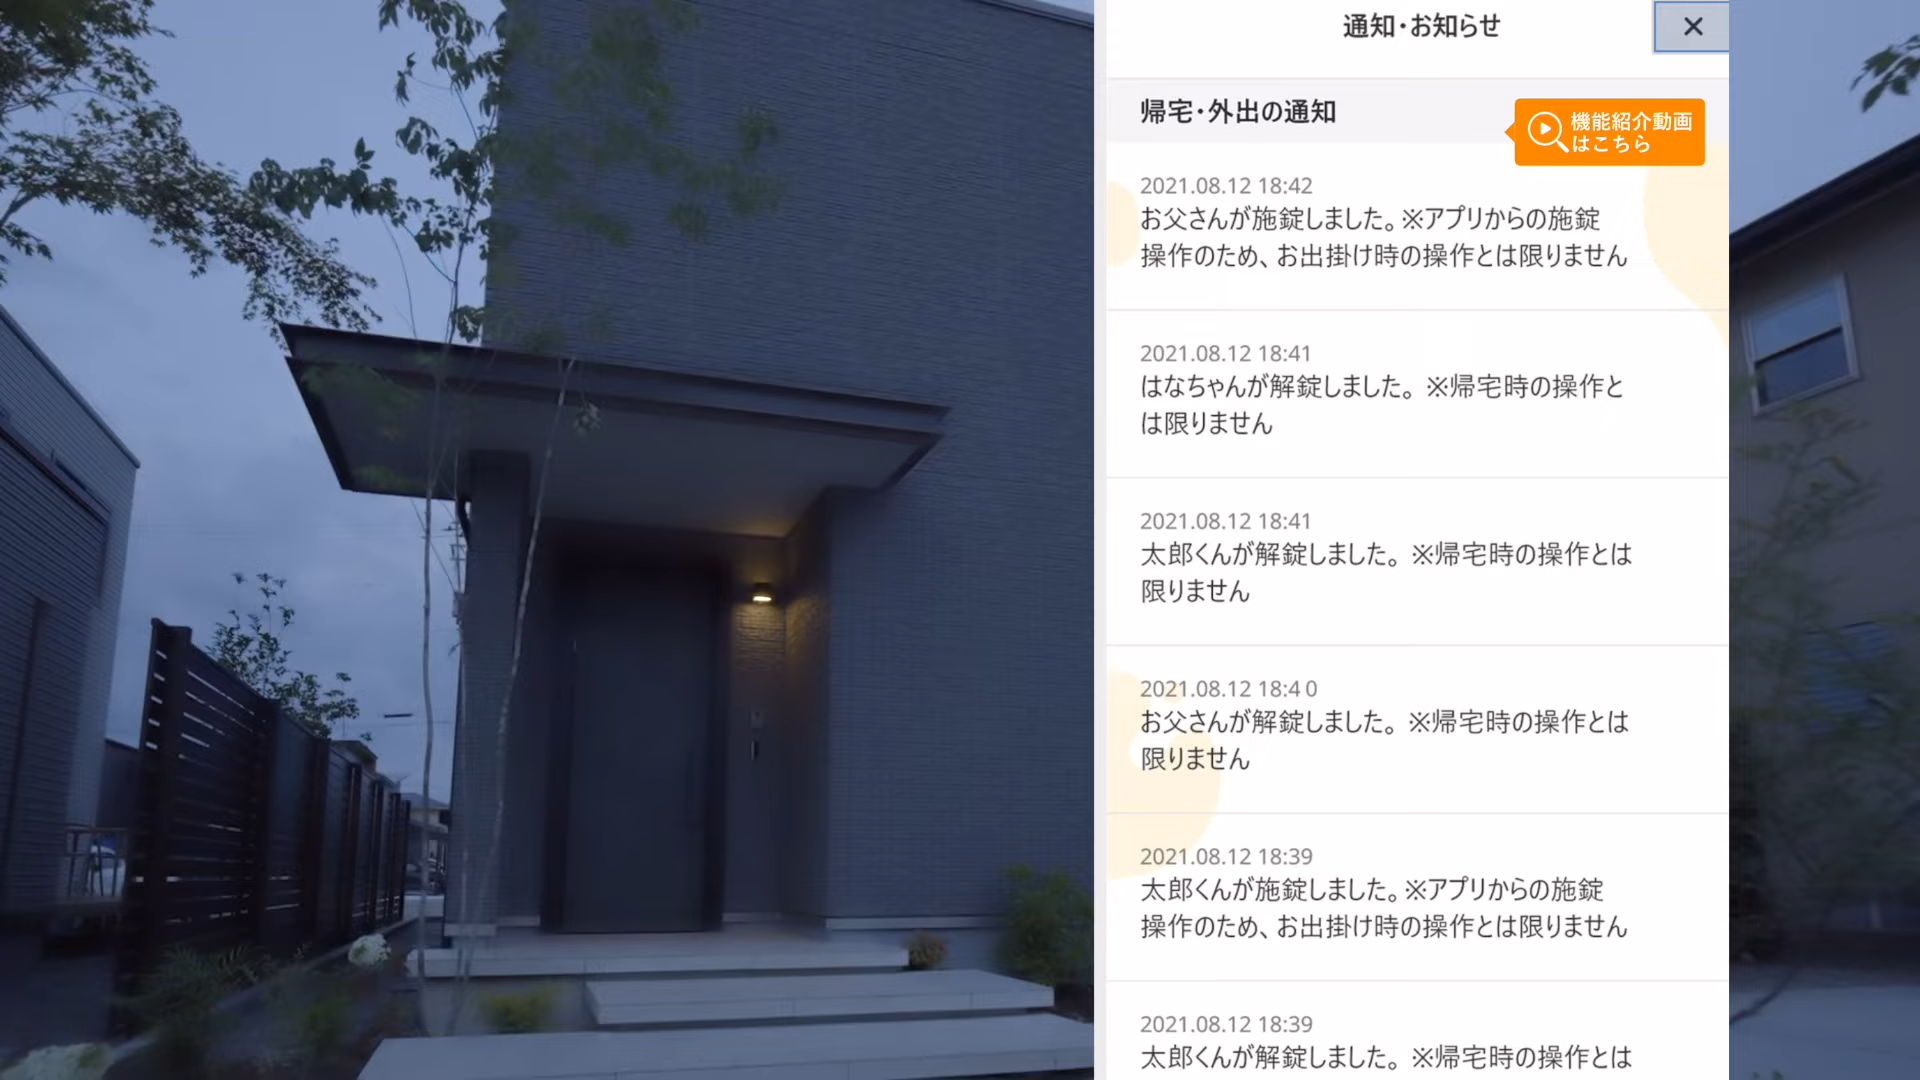 通知・お知らせ
×
帰宅・外出の通知
機能紹介動画
はこちら
2021.08.12 18:42
お父さんが施錠しました。※アプリからの施錠
操作のため、お出掛け時の操作とは限りません
2021.08.12 18:41
はなちゃんが解錠しました。※帰宅時の操作と
は限りません
2021.08.12 18:41
太郎くんが解錠しました。※帰宅時の操作とは
限りません
2021.08.12 18:40
お父さんが解錠しました。※帰宅時の操作とは
限りません
2021.08.12 18:39
太郎くんが施錠しました。※アプリからの施錠
操作のため、お出掛け時の操作とは限りません
2021.08.12 18:39
太郎くんが解錠しました。※帰宅時の操作とは